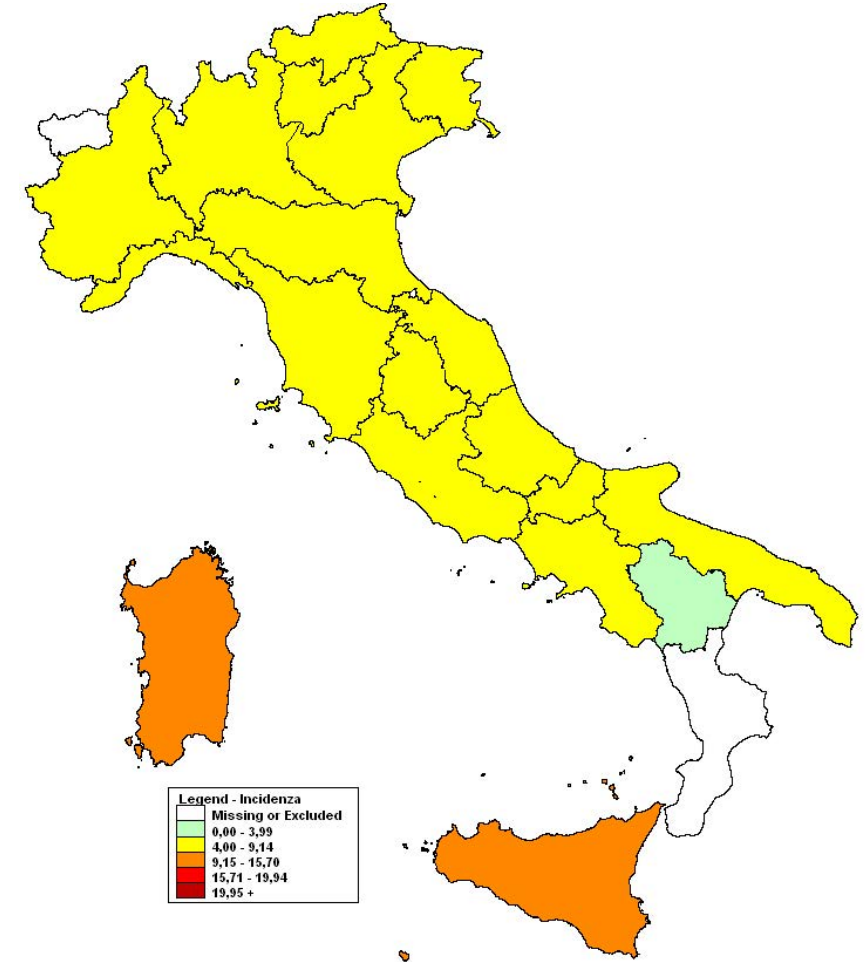 Legend - Incidenza
Missing or Excluded
0,00 - 3,99
4,00 - 9,14
9,15 - 15,70
15,71 - 19,94
19,95 +